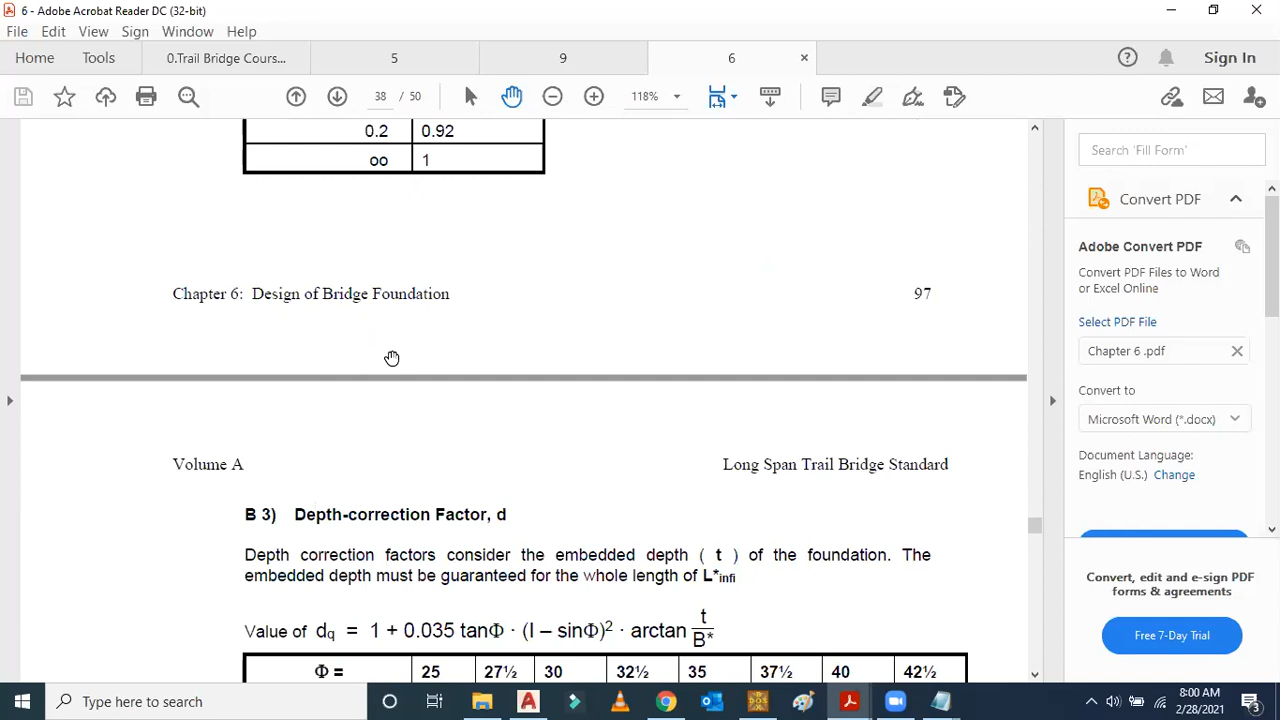 6 - Adobe Acrobat Reader DC (32-bit)
File Edit View Sign Window Help
Home Tools 0.Trail Bridge Cours... 5 9 6 × Sign In
38 / 50 118%
0.2 0.92
oo 1
Chapter 6: Design of Bridge Foundation 97
Volume A Long Span Trail Bridge Standard
B 3) Depth-correction Factor, d
Depth correction factors consider the embedded depth ( t ) of the foundation. The
embedded depth must be guaranteed for the whole length of L*infi
Value of dq = 1 + 0.035 tanΦ · (I – sinΦ)2 · arctan t/B*
Φ = 25 27½ 30 32½ 35 37½ 40 42½
Search 'Fill Form'
Convert PDF
Adobe Convert PDF
Convert PDF Files to Word
or Excel Online
Select PDF File
Chapter 6 .pdf
Convert to
Microsoft Word (*.docx)
Document Language:
English (U.S.) Change
Convert, edit and e-sign PDF
forms & agreements
Free 7-Day Trial
Type here to search
DOS
8:00 AM
2/28/2021
3